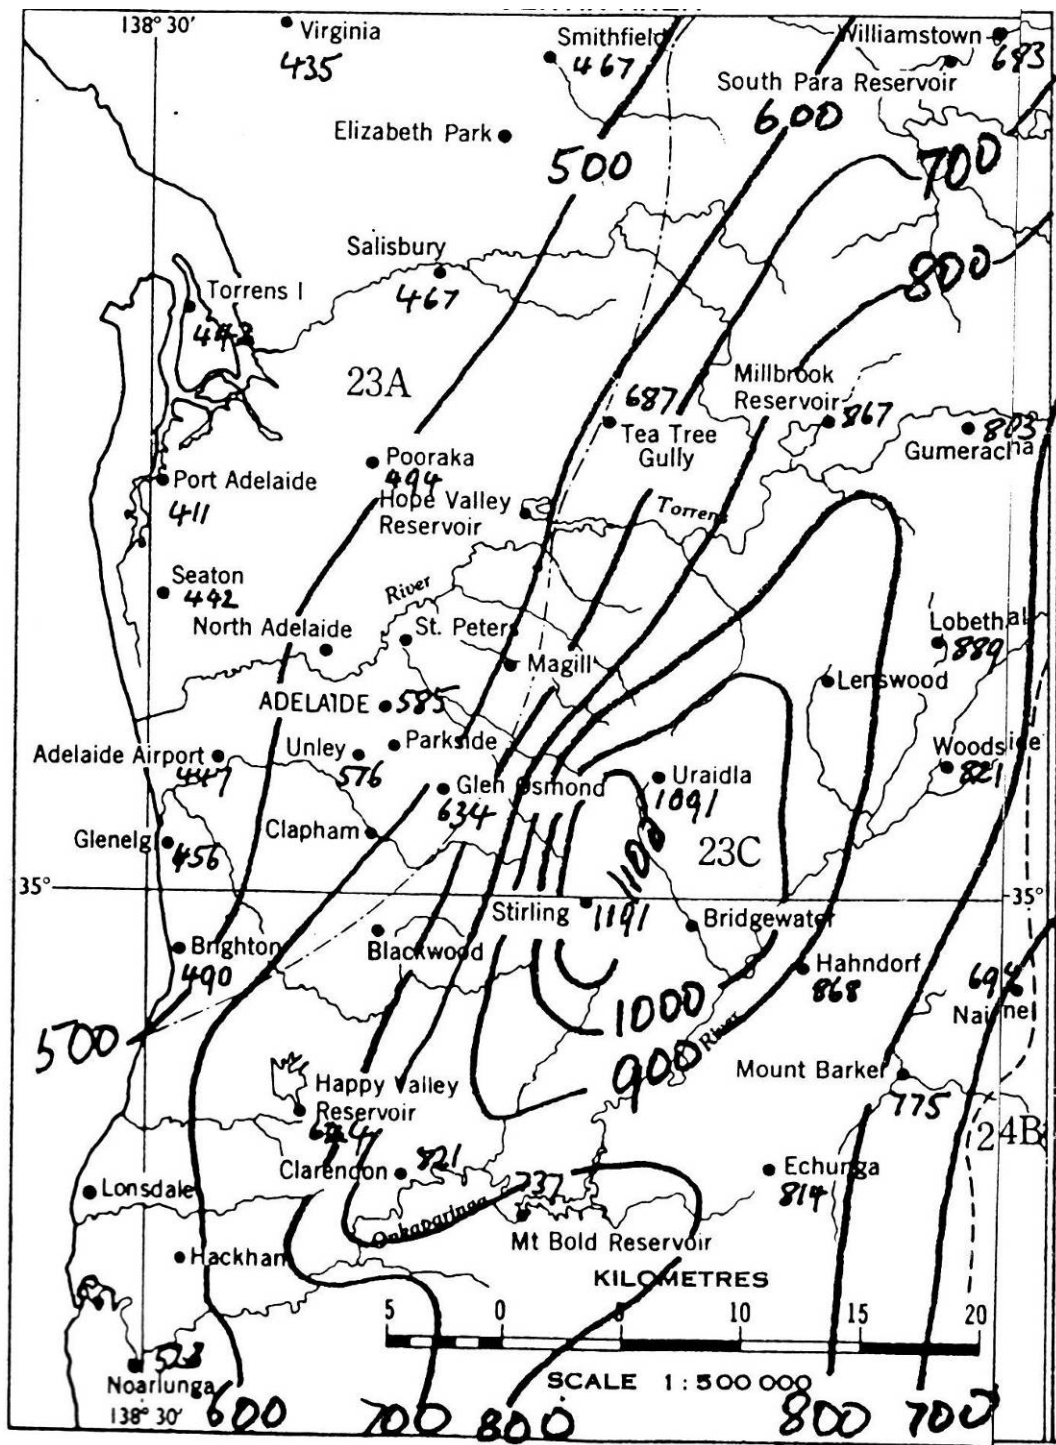 138° 30'
Virginia
435
Smithfield
467
Williamstown
683
South Para Reservoir
600
Elizabeth Park
500
700
Salisbury
467
800
Torrens I
23A
Millbrook
Reservoir
867
687
Tea Tree
Gully
803
Gumeracha
Pooraka
494
Port Adelaide
411
Hope Valley
Reservoir
Torrens
Seaton
442
River
North Adelaide
St. Peters
Magill
Lobethal
889
Lenswood
ADELAIDE
585
Adelaide Airport
447
Unley
576
Parkside
Woodside
821
Glen Osmond
634
Uraidla
1091
Glenelg
456
Clapham
1100
23C
35°
35°
Stirling
1191
Bridgewater
Brighton
490
Blackwood
Hahndorf
868
694
Nairne
500
1000
River
900
Mount Barker
775
Happy Valley
Reservoir
24B
Clarendon
821
Echunga
814
Lonsdale
Onkaparinga
737
Mt Bold Reservoir
Hackham
KILOMETRES
5 0 5 10 15 20
523
Noarlunga
SCALE 1:500 000
138° 30'
600
700
800
800
700